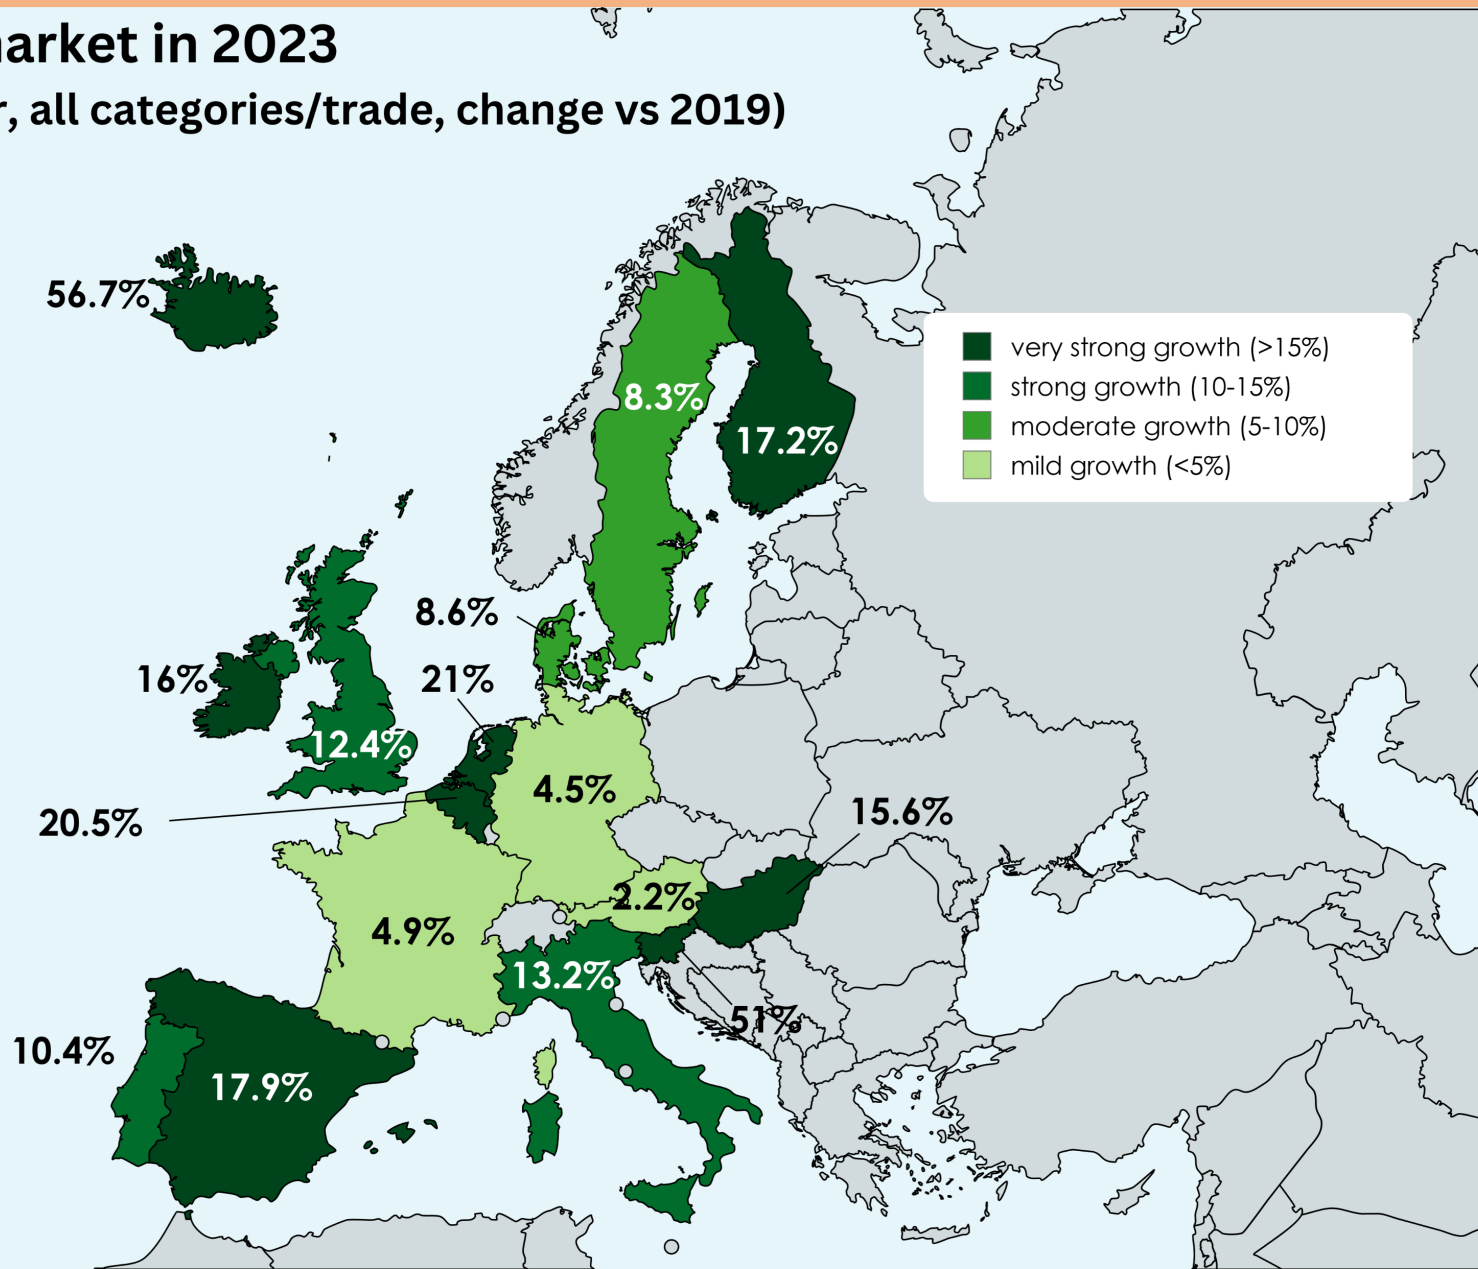 market in 2023
, all categories/trade, change vs 2019)
56.7%
very strong growth (>15%)
strong growth (10-15%)
moderate growth (5-10%)
mild growth (<5%)
8.3%
17.2%
8.6%
16%
21%
12.4%
4.5%
20.5%
15.6%
2.2%
4.9%
13.2%
51%
10.4%
17.9%